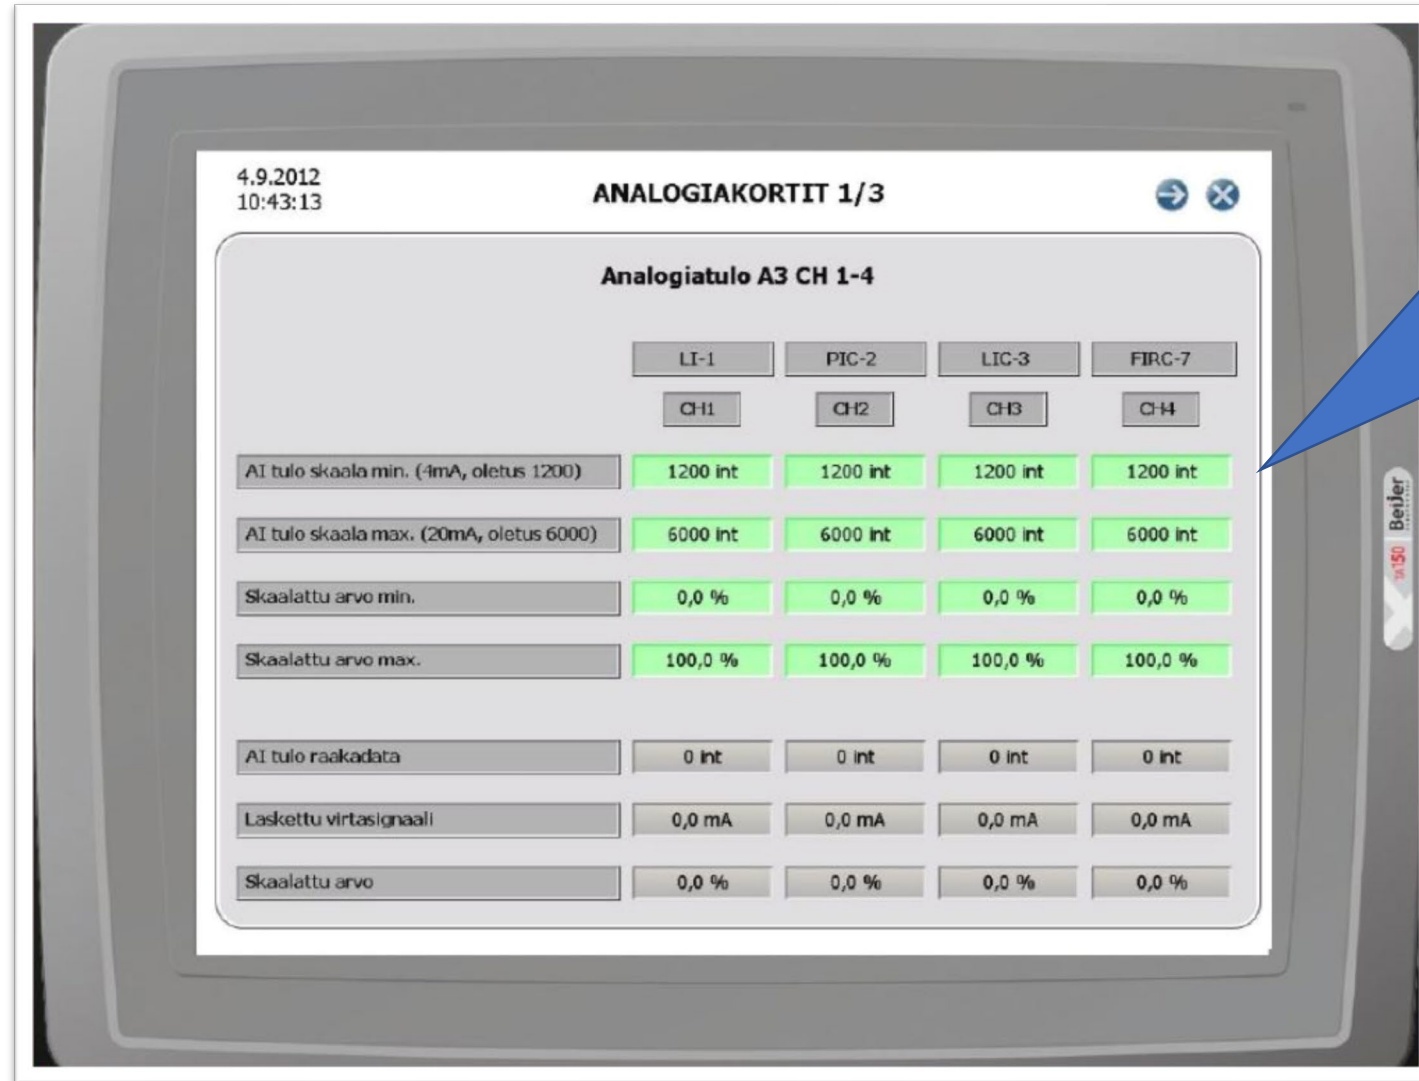 4.9.2012
10:43:13
ANALOGIAKORTIT 1/3
Analogiatulo A3 CH 1-4
LI-1 PIC-2 LIC-3 FIRC-7
CH1 CH2 CH3 CH4
AI tulo skaala min. (4mA, oletus 1200) 1200 int 1200 int 1200 int 1200 int
AI tulo skaala max. (20mA, oletus 6000) 6000 int 6000 int 6000 int 6000 int
Skaalattu arvo min. 0,0 % 0,0 % 0,0 % 0,0 %
Skaalattu arvo max. 100,0 % 100,0 % 100,0 % 100,0 %
AI tulo raakadata 0 int 0 int 0 int 0 int
Laskettu virtasignaali 0,0 mA 0,0 mA 0,0 mA 0,0 mA
Skaalattu arvo 0,0 % 0,0 % 0,0 % 0,0 %
TA150 Beijer